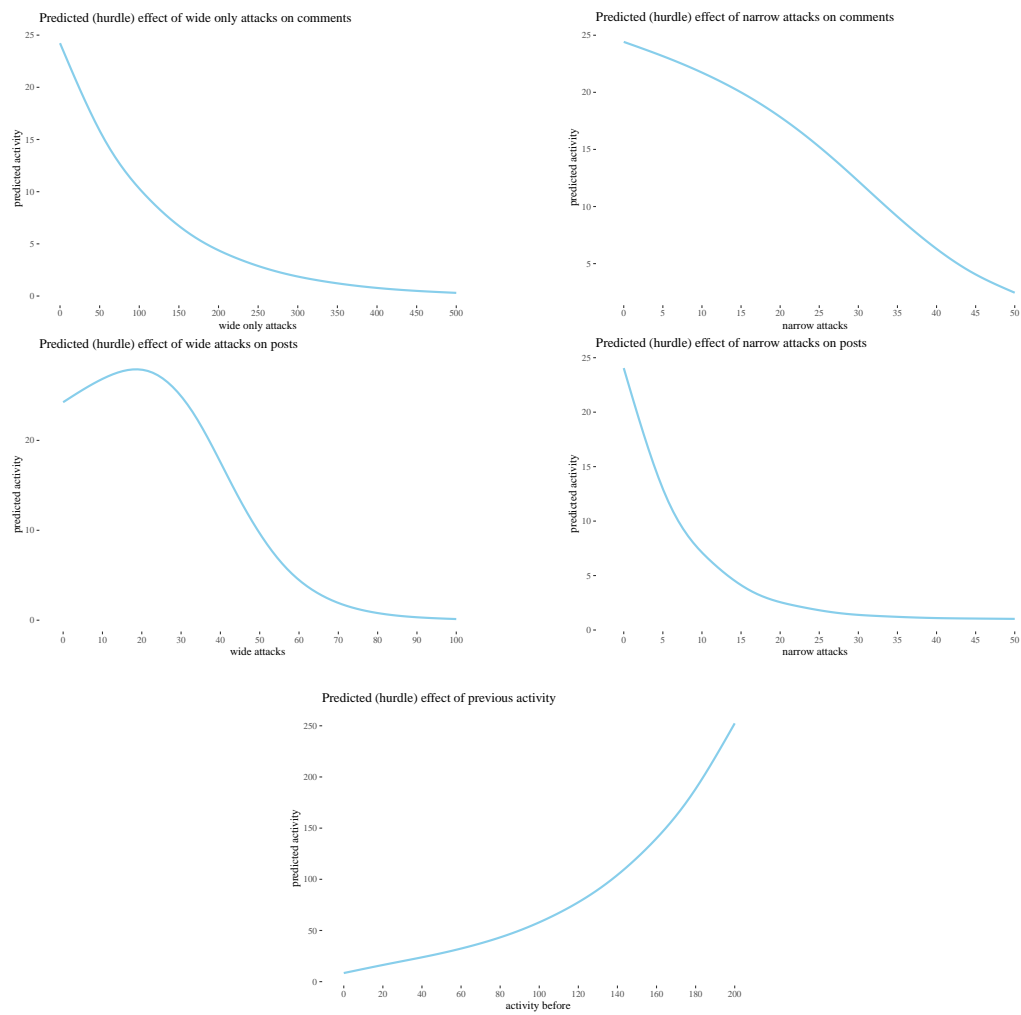 Predicted (hurdle) effect of wide only attacks on comments
25
20
15
10
5
0
predicted activity
0 50 100 150 200 250 300 350 400 450 500
wide only attacks
Predicted (hurdle) effect of narrow attacks on comments
25
20
15
10
5
predicted activity
0 5 10 15 20 25 30 35 40 45 50
narrow attacks
Predicted (hurdle) effect of wide attacks on posts
20
10
0
predicted activity
0 10 20 30 40 50 60 70 80 90 100
wide attacks
Predicted (hurdle) effect of narrow attacks on posts
25
20
15
10
5
0
predicted activity
0 5 10 15 20 25 30 35 40 45 50
narrow attacks
Predicted (hurdle) effect of previous activity
250
200
150
100
50
0
predicted activity
0 20 40 60 80 100 120 140 160 180 200
activity before